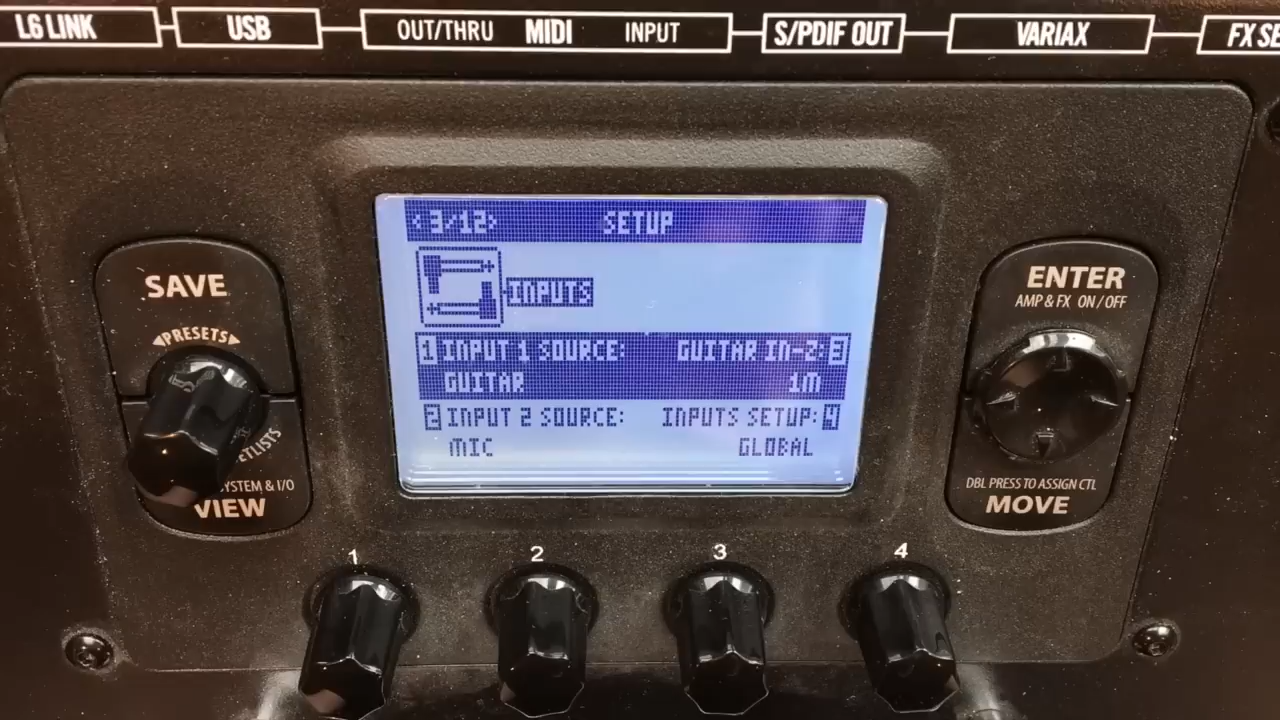 L6 LINK USB OUT/THRU MIDI INPUT S/PDIF OUT VARIAX FX SE
<3/12> SETUP
INPUTS
1 INPUT 1 SOURCE: GUITAR IN-Z: 3
GUITAR 1M
2 INPUT 2 SOURCE: INPUTS SETUP: 4
MIC GLOBAL
SAVE
◀PRESETS▶
ETLISTS
YSTEM & I/O
VIEW
ENTER
AMP & FX ON / OFF
DBL PRESS TO ASSIGN CTL
MOVE
1 2 3 4